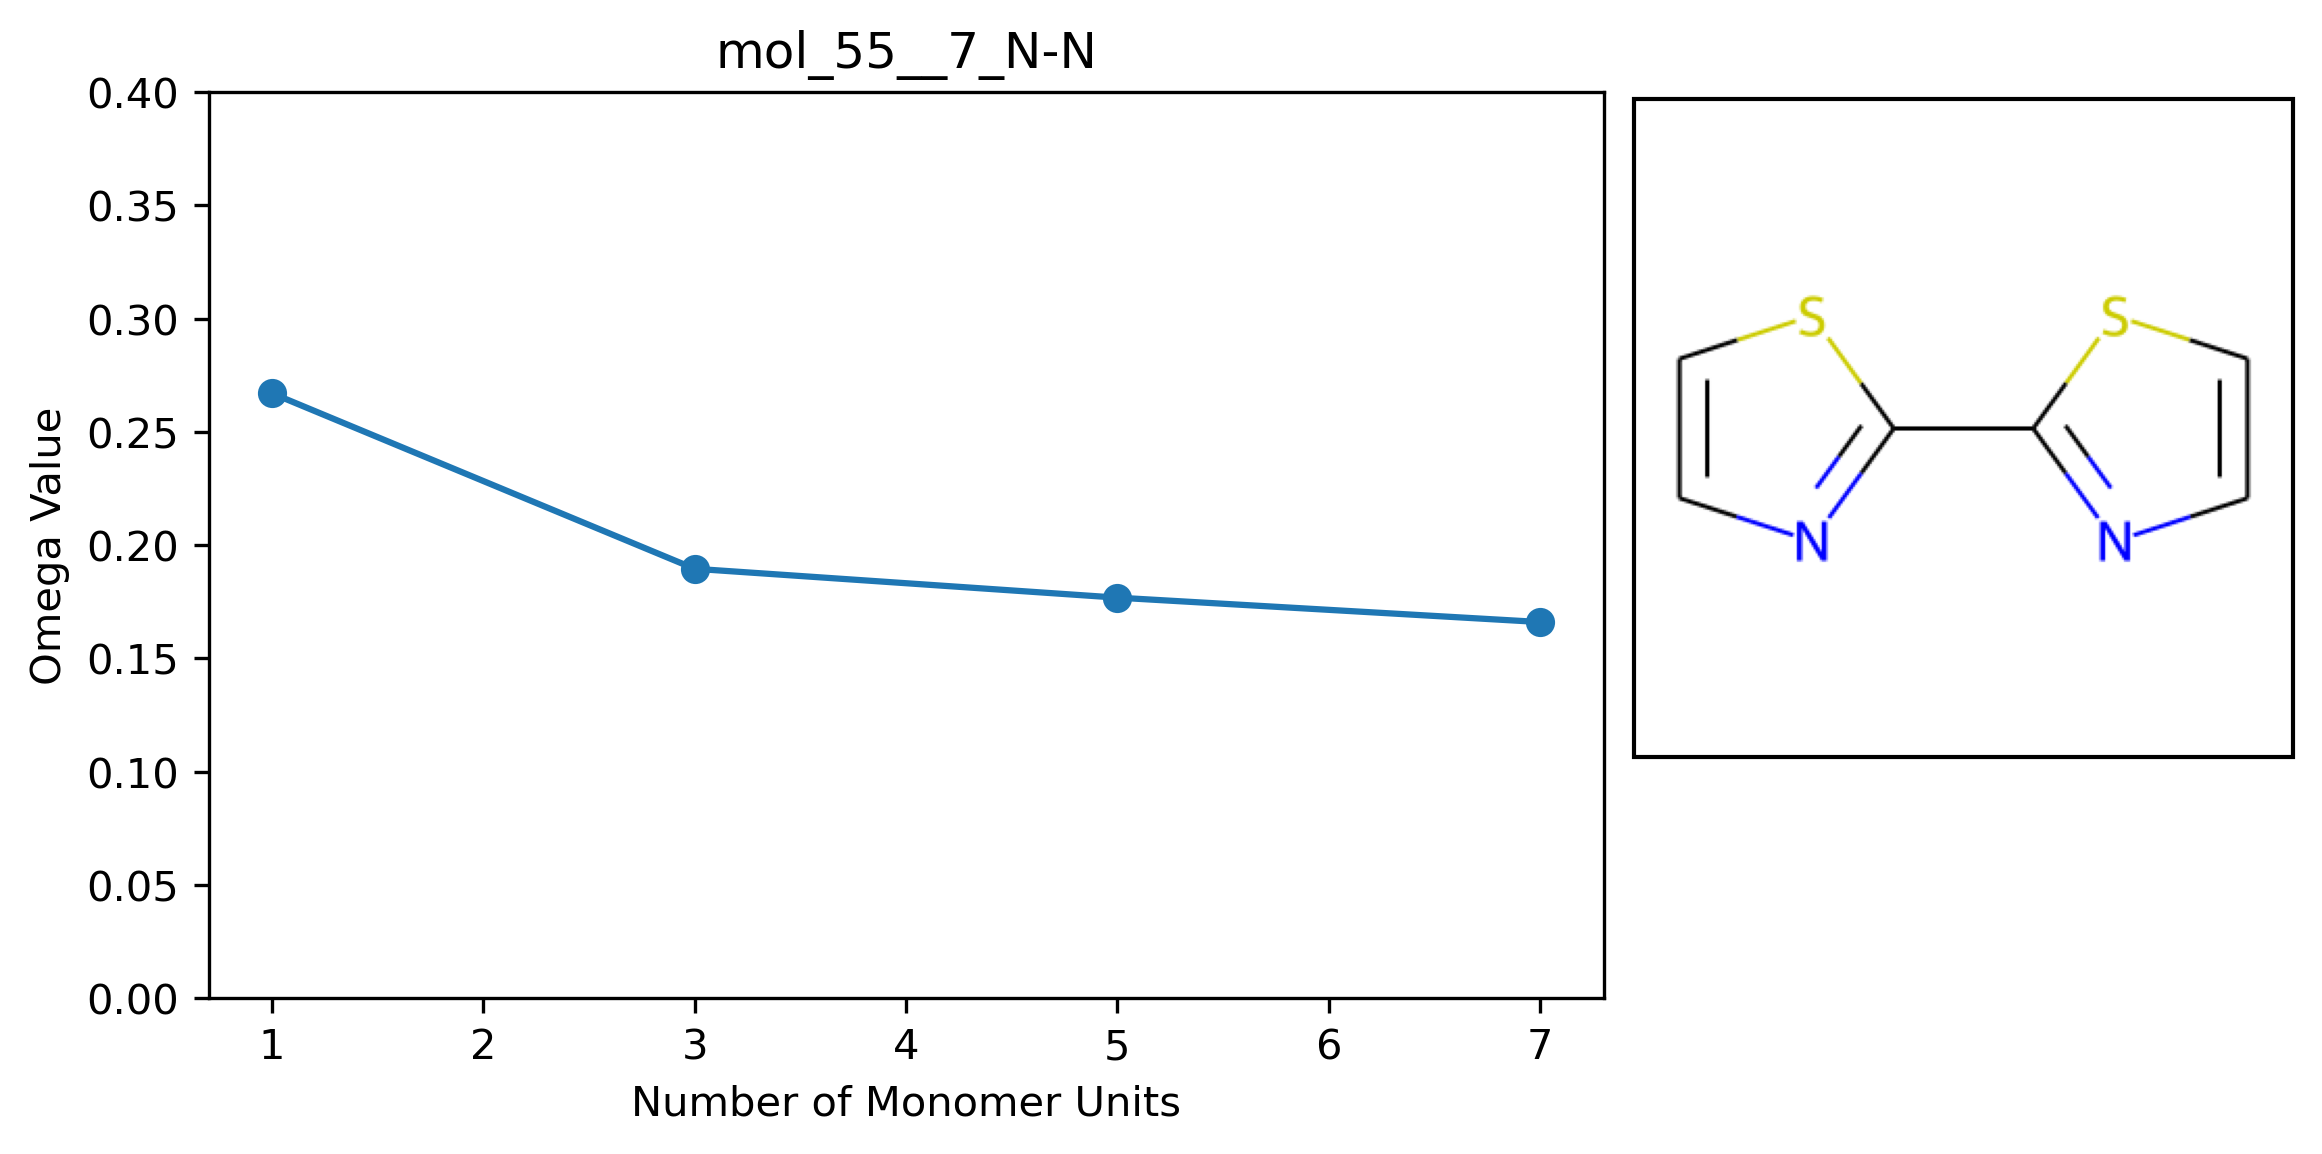 mol_55__7_N-N
0.40
0.35
0.30
0.25
0.20
0.15
0.10
0.05
0.00
Omega Value
1 2 3 4 5 6 7
Number of Monomer Units
S S
N N